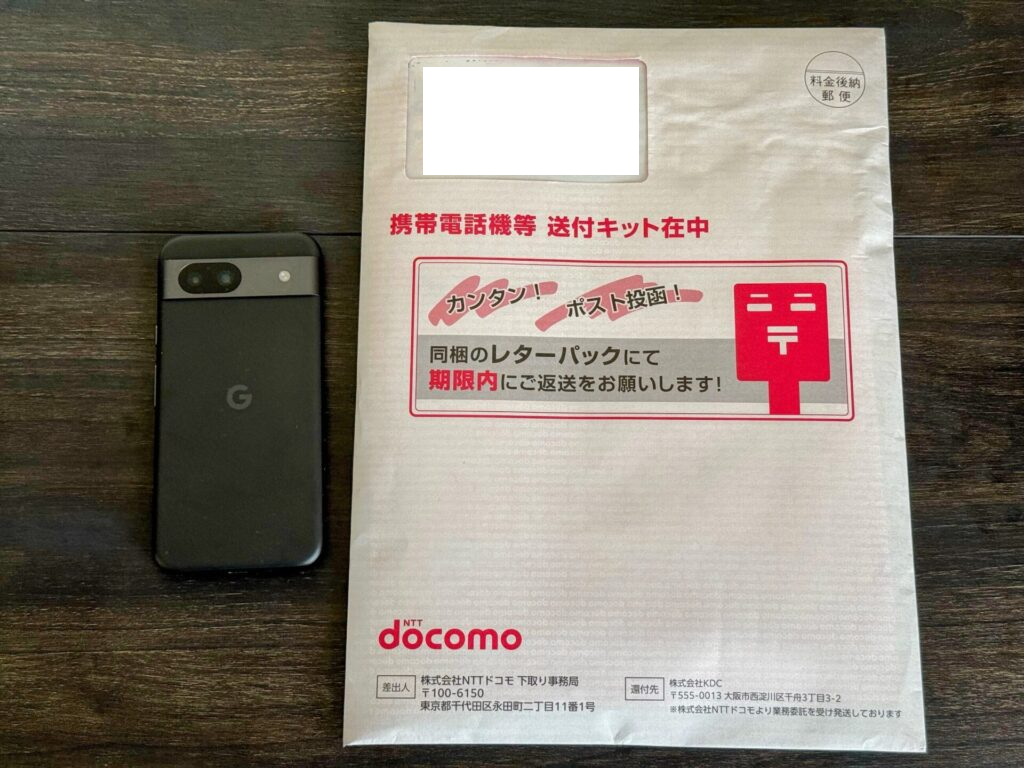 料金後納
郵便
携帯電話機等 送付キット在中
カンタン!
ポスト投函!
同梱のレターパックにて
期限内にご返送をお願いします!
〒
G
NTT
docomo
差出人
株式会社NTTドコモ 下取り事務局
〒100-6150
東京都千代田区永田町二丁目11番1号
還付先
株式会社KDC
〒555-0013 大阪市西淀川区千舟3丁目3-2
※株式会社NTTドコモより業務委託を受け発送しております